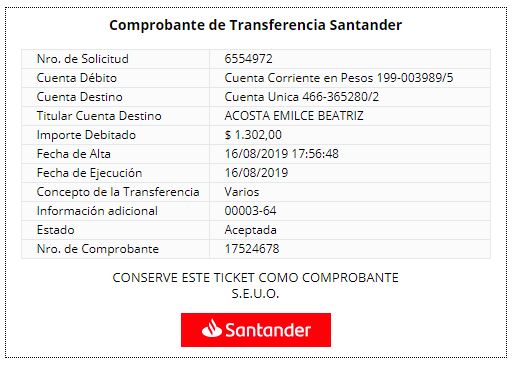 Comprobante de Transferencia Santander
Nro. de Solicitud 6554972
Cuenta Débito Cuenta Corriente en Pesos 199-003989/5
Cuenta Destino Cuenta Unica 466-365280/2
Titular Cuenta Destino ACOSTA EMILCE BEATRIZ
Importe Debitado $ 1.302,00
Fecha de Alta 16/08/2019 17:56:48
Fecha de Ejecución 16/08/2019
Concepto de la Transferencia Varios
Información adicional 00003-64
Estado Aceptada
Nro. de Comprobante 17524678
CONSERVE ESTE TICKET COMO COMPROBANTE
S.E.U.O.
Santander